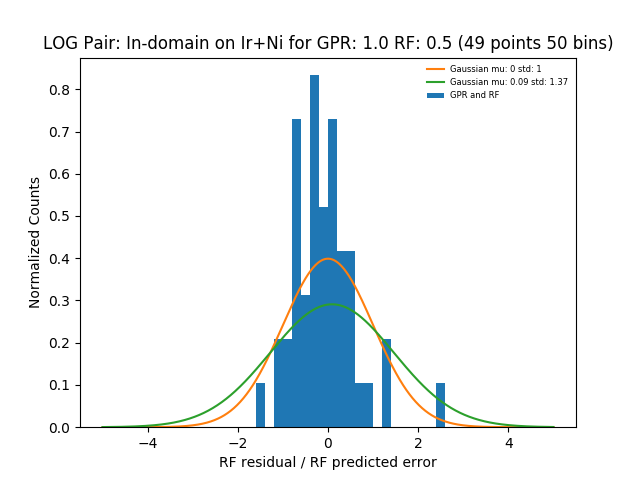 LOG Pair: In-domain on Ir+Ni for GPR: 1.0 RF: 0.5 (49 points 50 bins)
Gaussian mu: 0 std: 1
Gaussian mu: 0.09 std: 1.37
GPR and RF
Normalized Counts
0.8
0.7
0.6
0.5
0.4
0.3
0.2
0.1
0.0
−4
−2
0
2
4
RF residual / RF predicted error